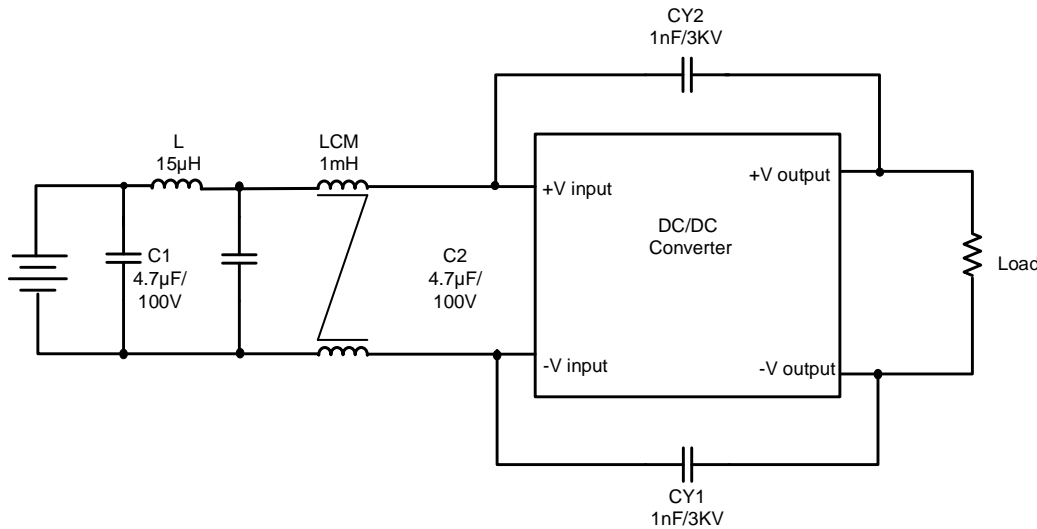 CY2
1nF/3KV
L
15µH
LCM
1mH
+V input
+V output
DC/DC
Converter
C1
4.7µF/
100V
C2
4.7µF/
100V
Load
-V input
-V output
CY1
1nF/3KV